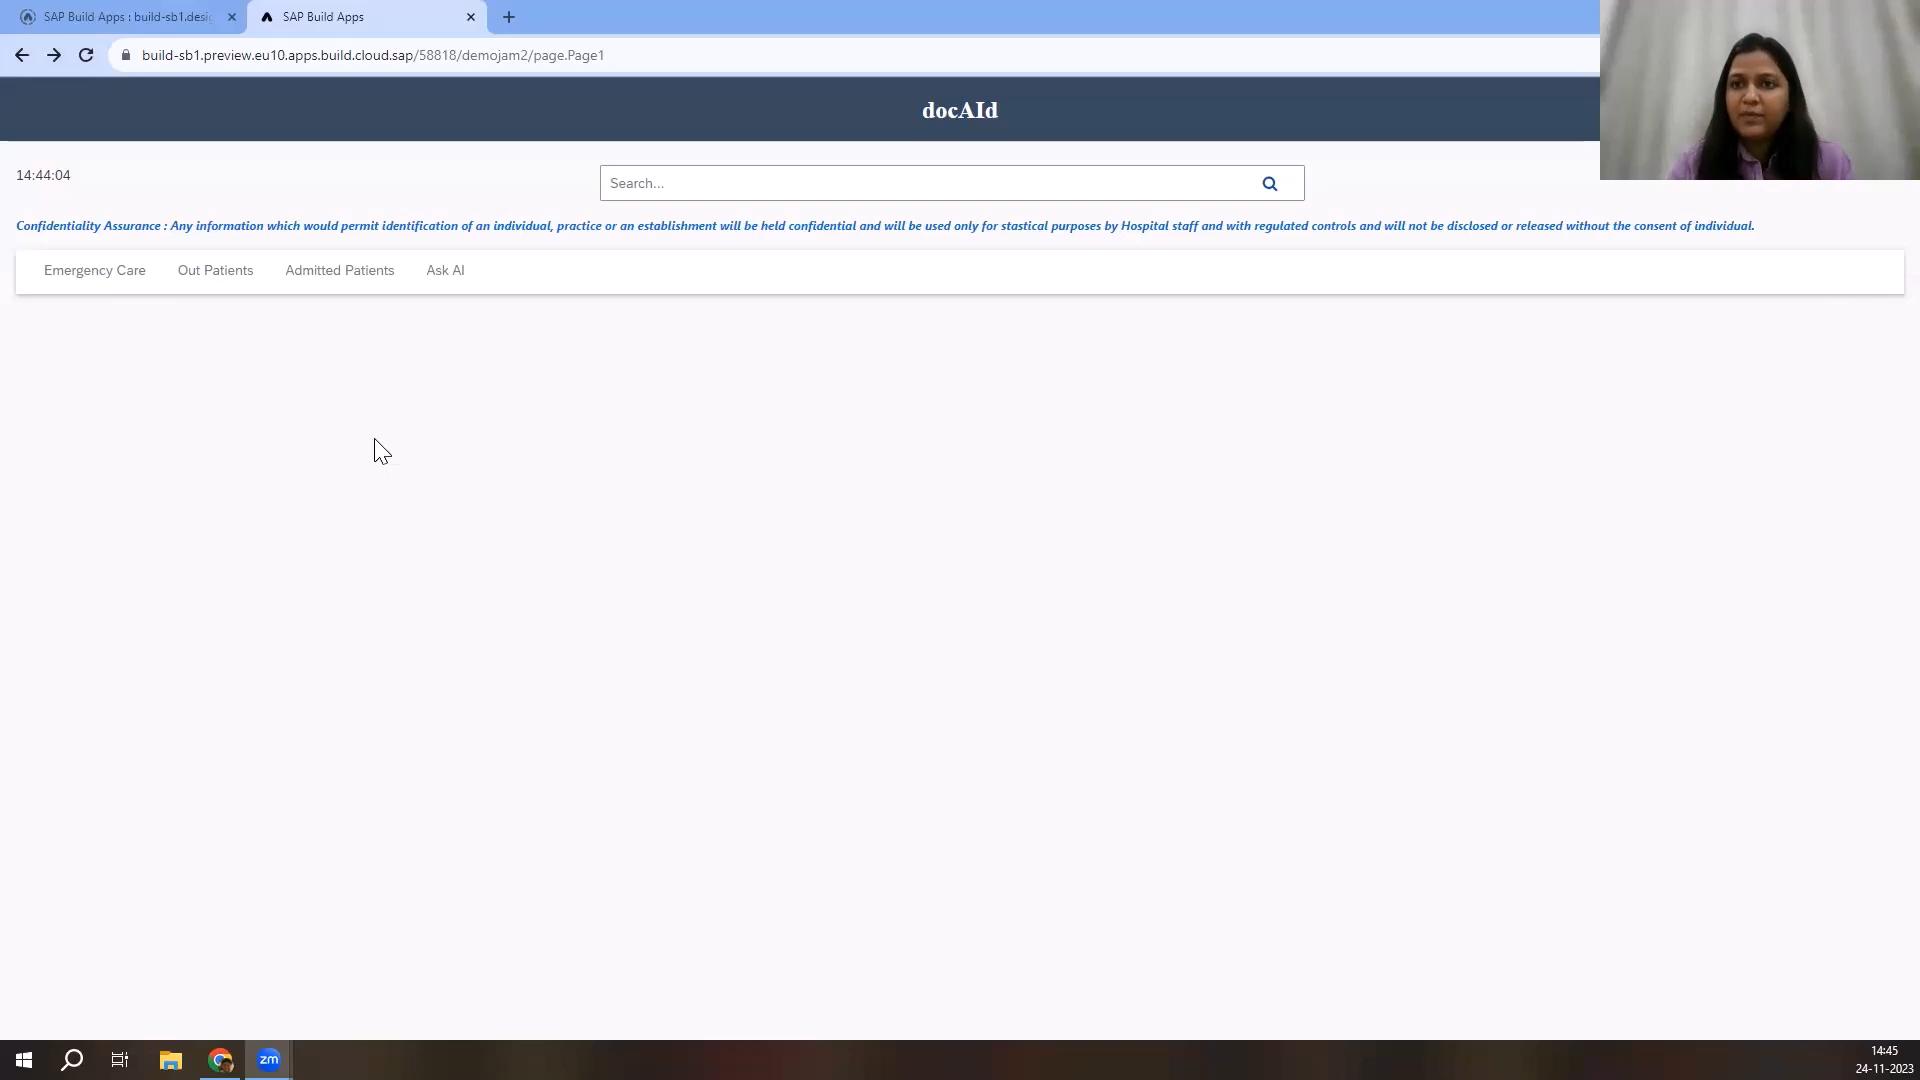 SAP Build Apps : build-sb1.desig
SAP Build Apps
build-sb1.preview.eu10.apps.build.cloud.sap/58818/demojam2/page.Page1
docAId
14:44:04
Search...
Confidentiality Assurance : Any information which would permit identification of an individual, practice or an establishment will be held confidential and will be used only for stastical purposes by Hospital staff and with regulated controls and will not be disclosed or released without the consent of individual.
Emergency Care Out Patients Admitted Patients Ask AI
zm
14:45
24-11-2023